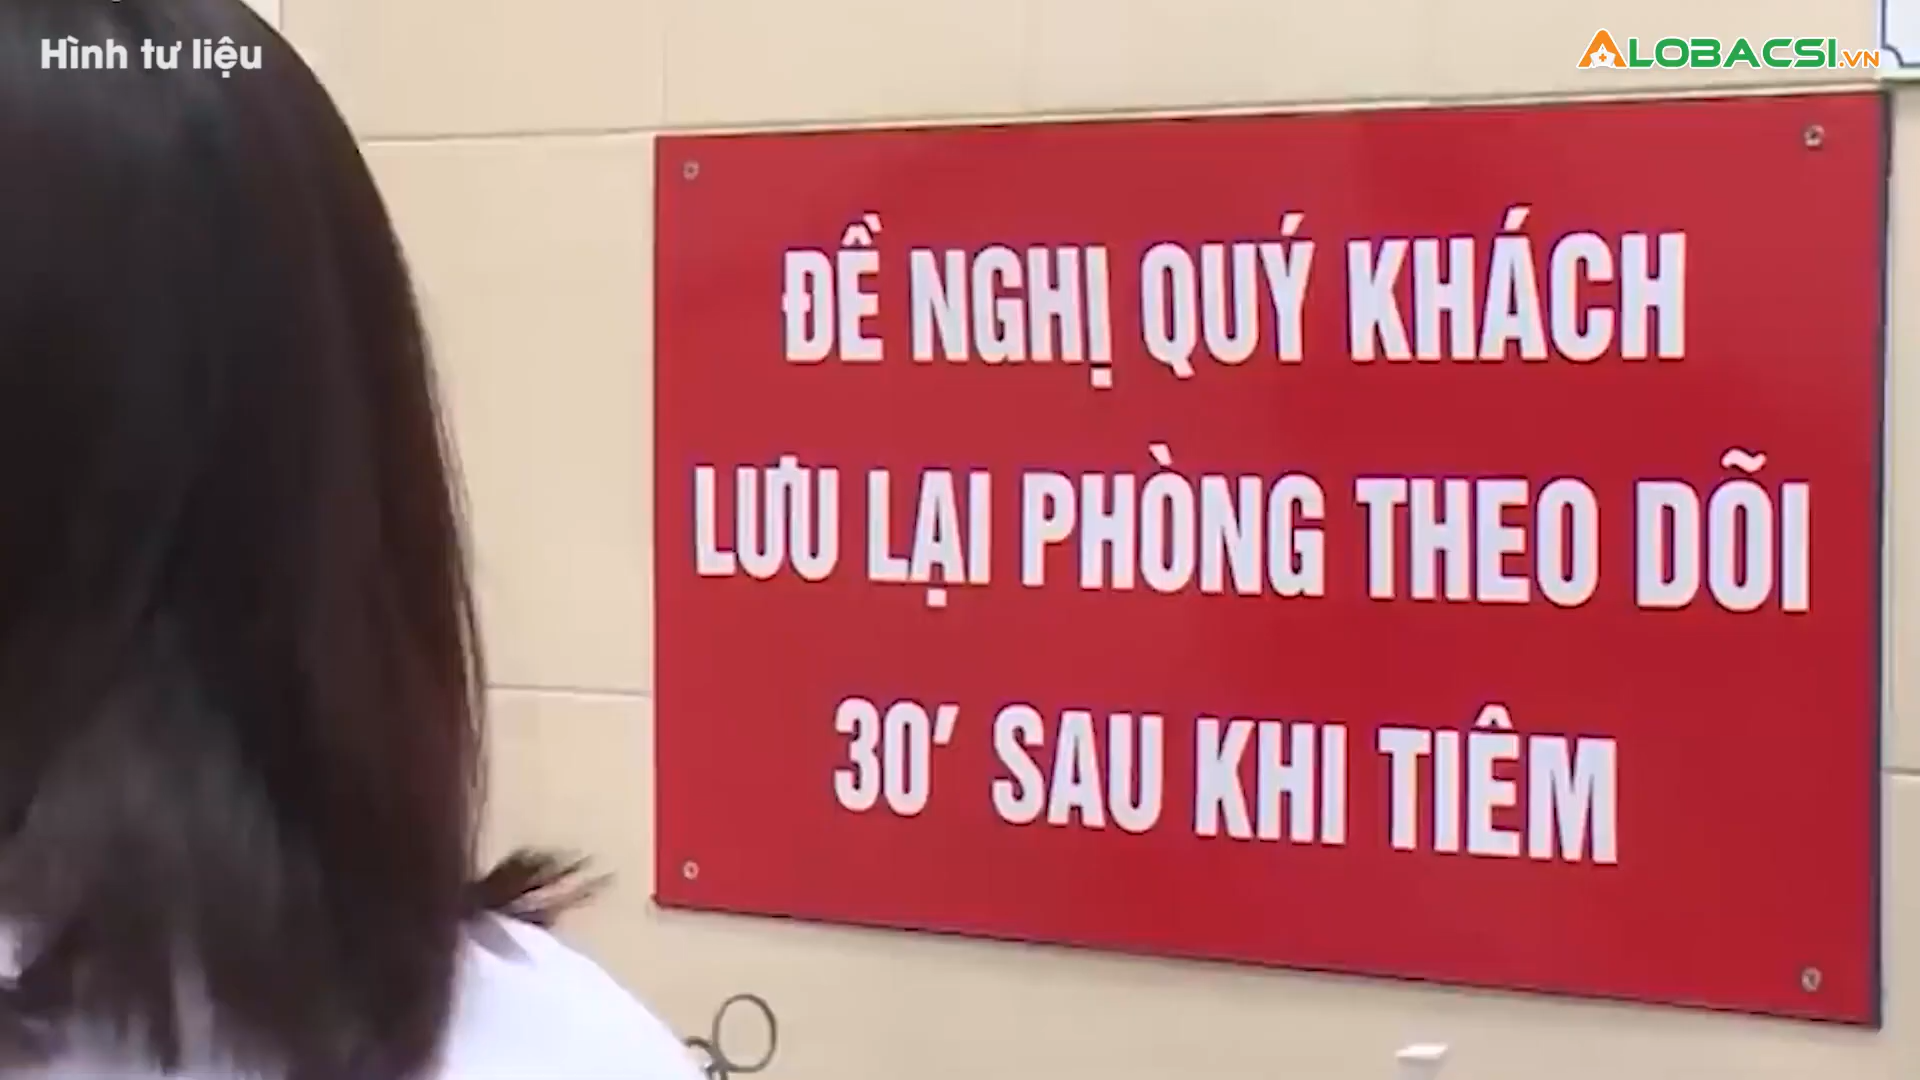 Hình tư liệu
ALOBACSI.VN
ĐỀ NGHỊ QUÝ KHÁCH
LƯU LẠI PHÒNG THEO DÕI
30' SAU KHI TIÊM